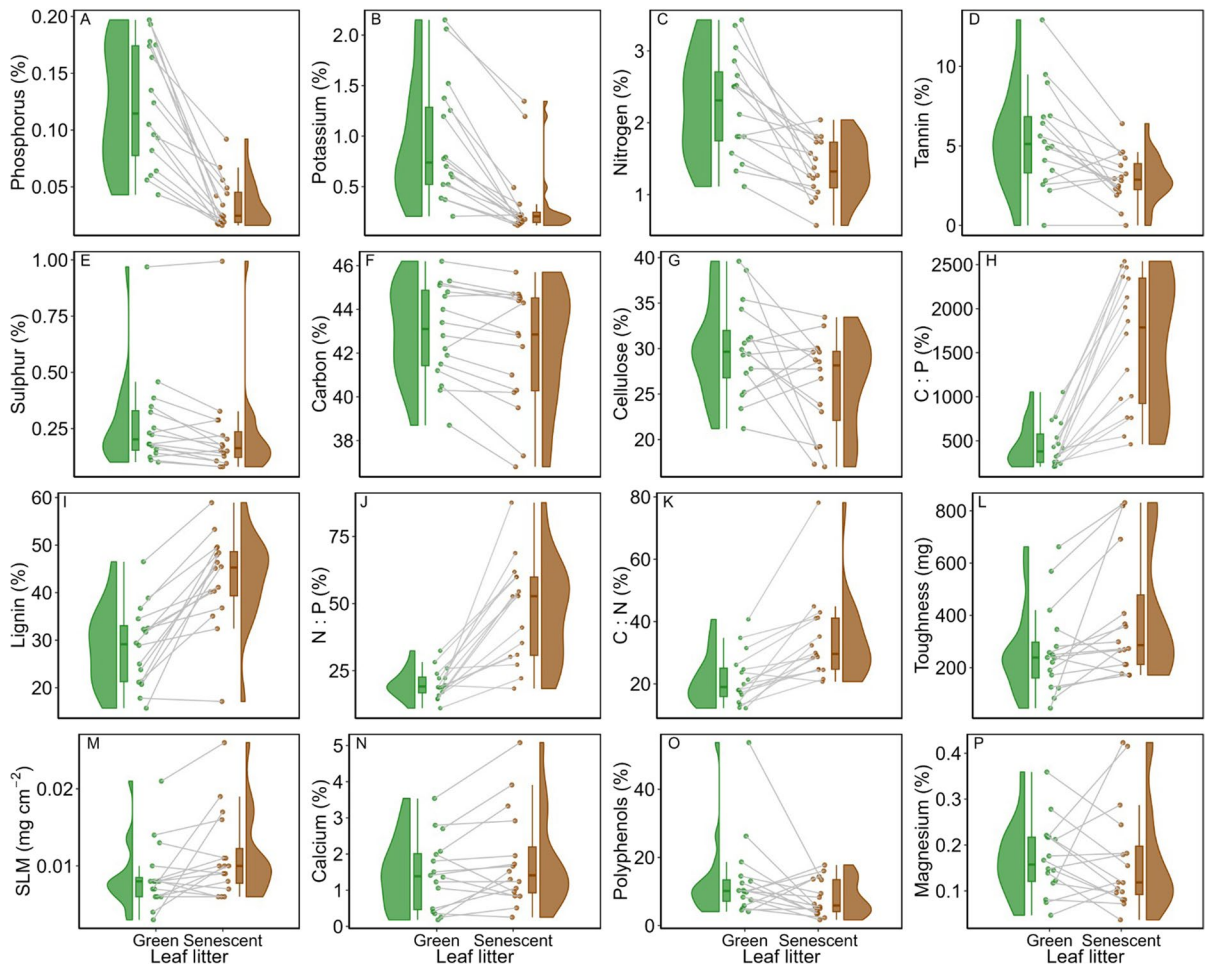 A
Phosphorus (%)
0.20
0.15
0.10
0.05
B
Potassium (%)
2.0
1.5
1.0
0.5
C
Nitrogen (%)
3
2
1
D
Tannin (%)
10
5
0
E
Sulphur (%)
1.00
0.75
0.50
0.25
F
Carbon (%)
46
44
42
40
38
G
Cellulose (%)
40
35
30
25
20
H
C : P (%)
2500
2000
1500
1000
500
I
Lignin (%)
60
50
40
30
20
J
N : P (%)
75
50
25
K
C : N (%)
80
60
40
20
L
Toughness (mg)
800
600
400
200
M
SLM (mg cm−2)
0.02
0.01
Green Senescent
Leaf litter
N
Calcium (%)
5
4
3
2
1
0
Green Senescent
Leaf litter
O
Polyphenols (%)
40
20
0
Green Senescent
Leaf litter
P
Magnesium (%)
0.4
0.3
0.2
0.1
Green Senescent
Leaf litter